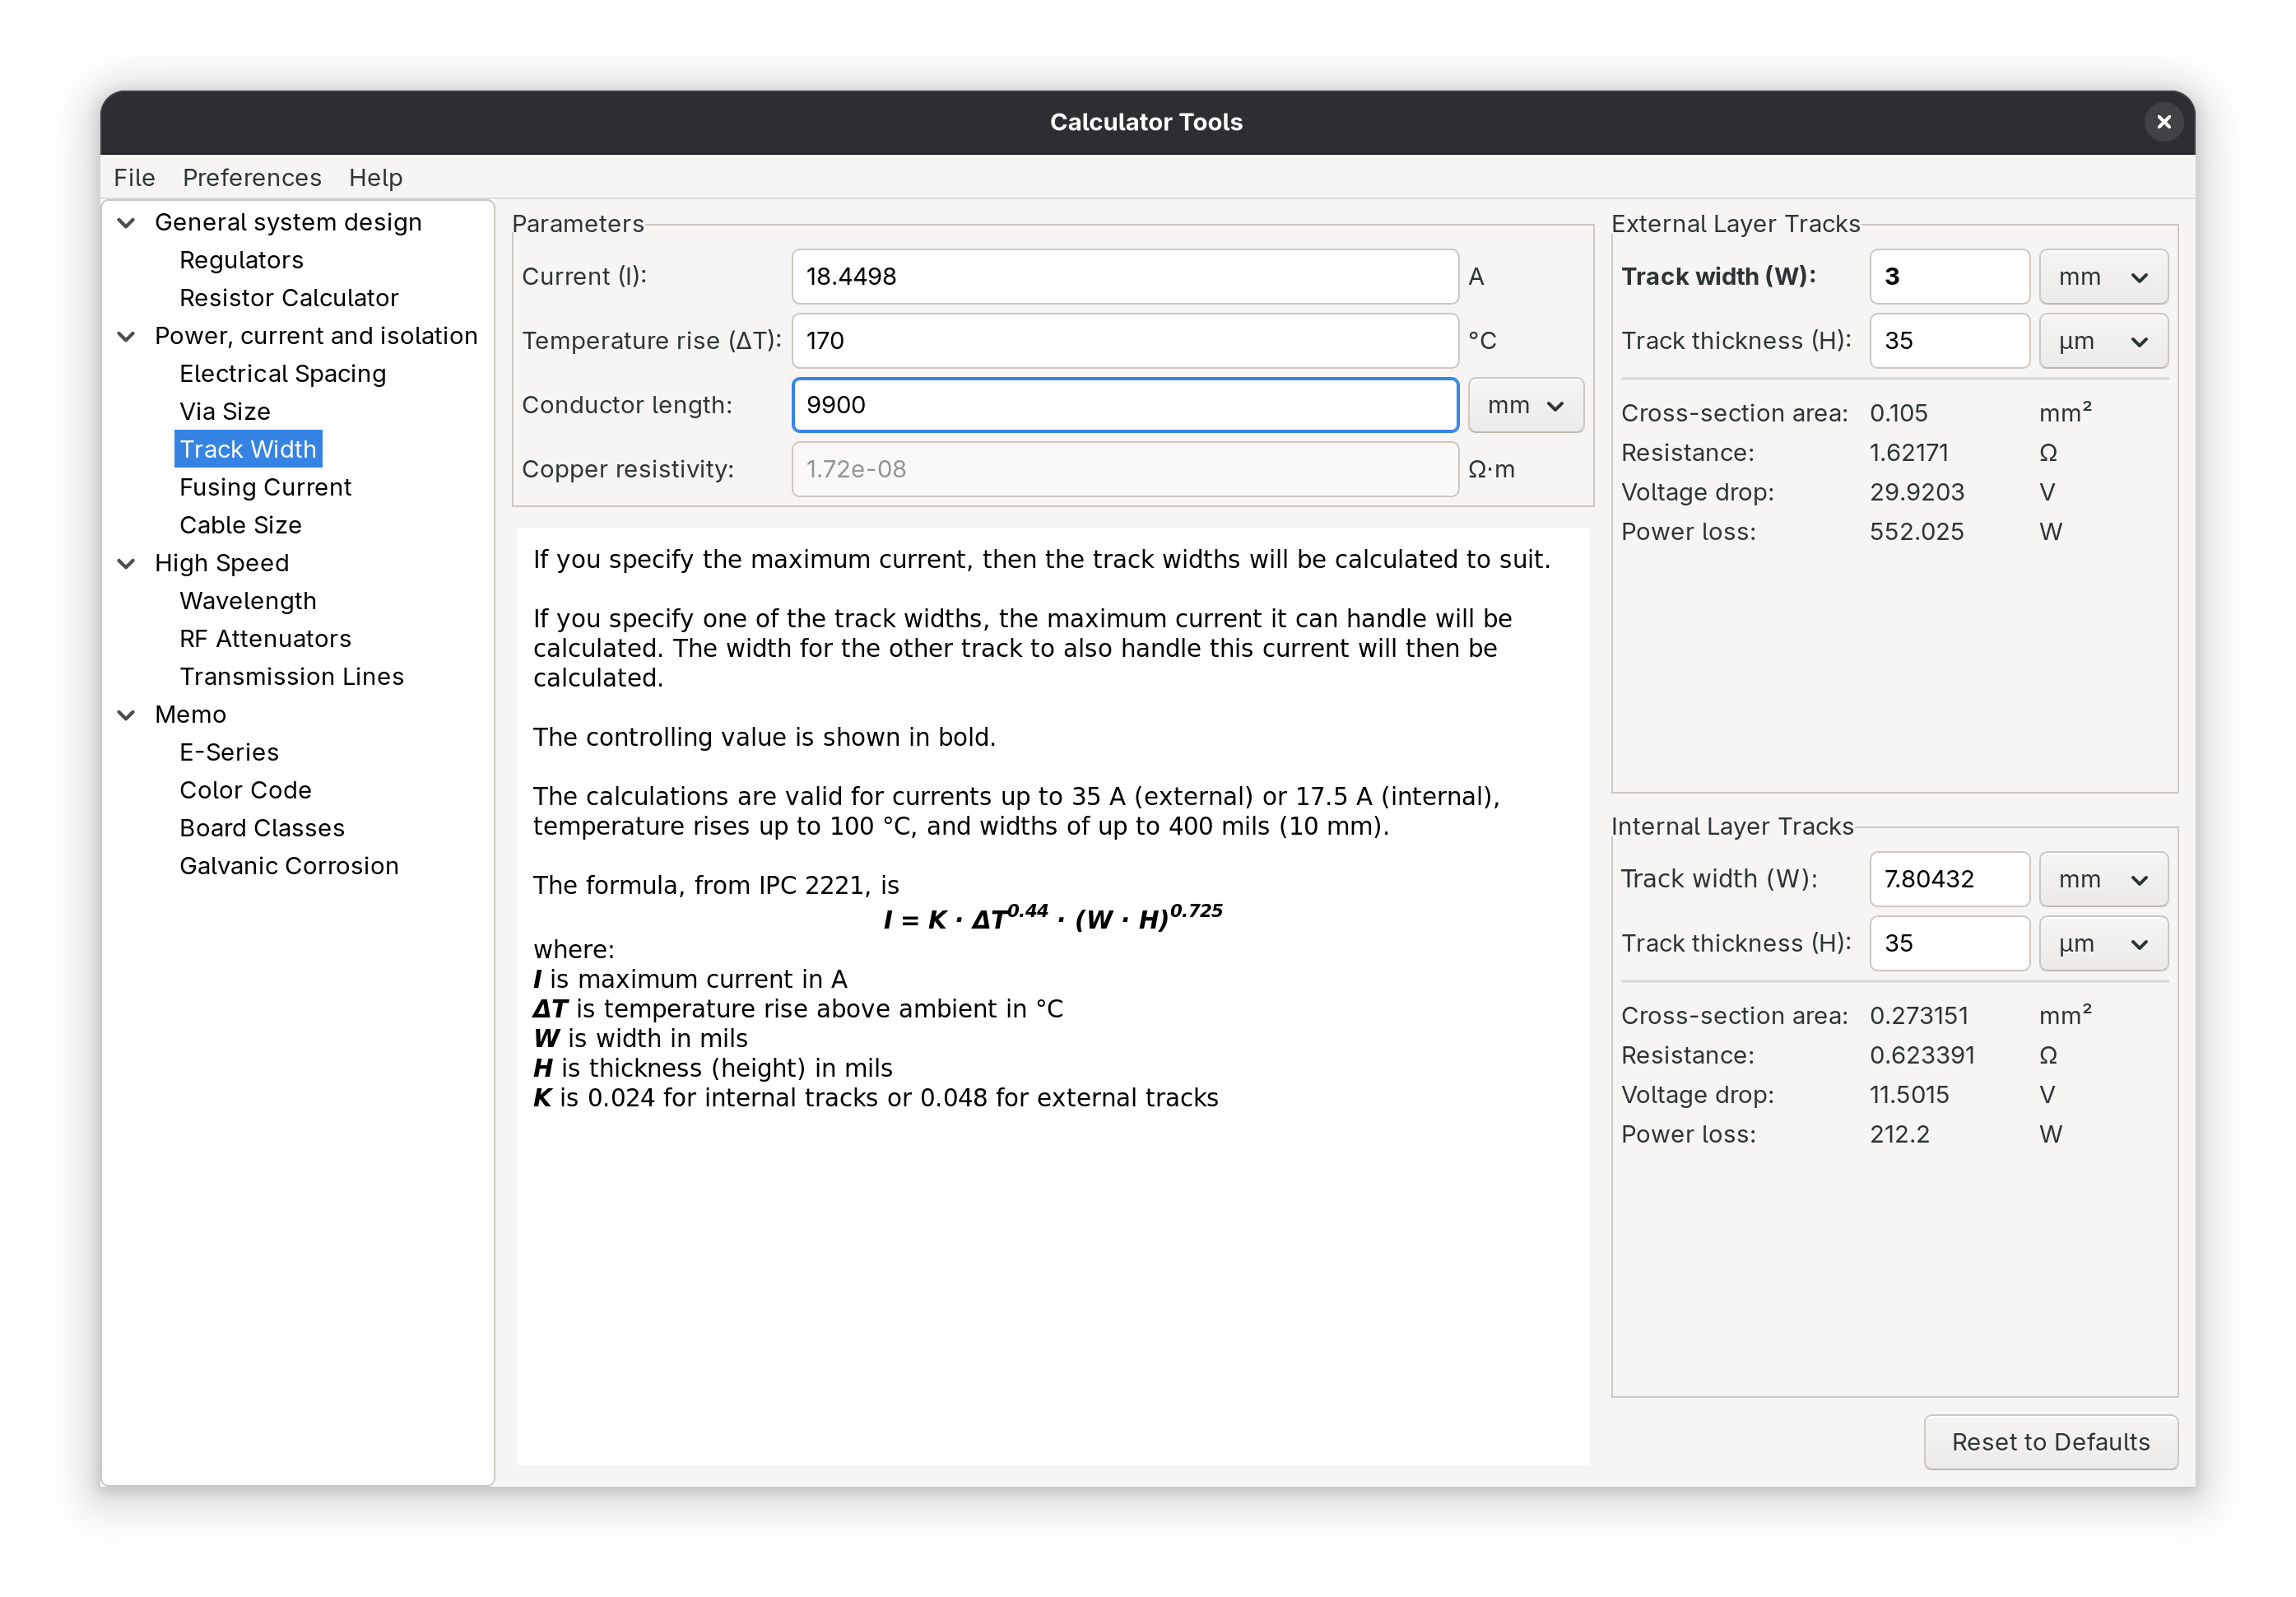 Calculator Tools
File Preferences Help
General system design
Regulators
Resistor Calculator
Power, current and isolation
Electrical Spacing
Via Size
Track Width
Fusing Current
Cable Size
High Speed
Wavelength
RF Attenuators
Transmission Lines
Memo
E-Series
Color Code
Board Classes
Galvanic Corrosion
Parameters
Current (I): 18.4498 A
Temperature rise (ΔT): 170 °C
Conductor length: 9900 mm
Copper resistivity: 1.72e-08 Ω·m
If you specify the maximum current, then the track widths will be calculated to suit.
If you specify one of the track widths, the maximum current it can handle will be
calculated. The width for the other track to also handle this current will then be
calculated.
The controlling value is shown in bold.
The calculations are valid for currents up to 35 A (external) or 17.5 A (internal),
temperature rises up to 100 °C, and widths of up to 400 mils (10 mm).
The formula, from IPC 2221, is
I = K · ΔT^0.44 · (W · H)^0.725
where:
I is maximum current in A
ΔT is temperature rise above ambient in °C
W is width in mils
H is thickness (height) in mils
K is 0.024 for internal tracks or 0.048 for external tracks
External Layer Tracks
Track width (W): 3 mm
Track thickness (H): 35 µm
Cross-section area: 0.105 mm²
Resistance: 1.62171 Ω
Voltage drop: 29.9203 V
Power loss: 552.025 W
Internal Layer Tracks
Track width (W): 7.80432 mm
Track thickness (H): 35 µm
Cross-section area: 0.273151 mm²
Resistance: 0.623391 Ω
Voltage drop: 11.5015 V
Power loss: 212.2 W
Reset to Defaults